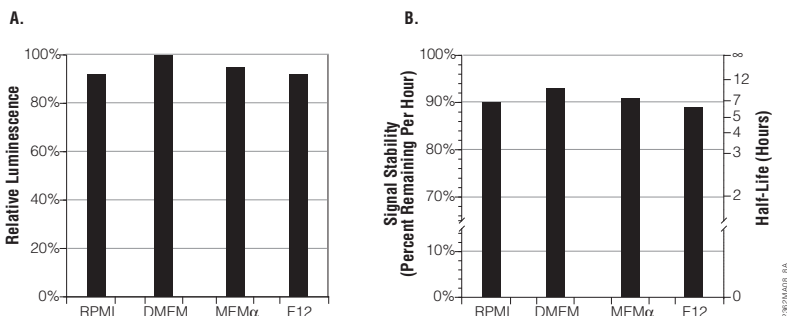 A.
B.
Relative Luminescence
100%
80%
60%
40%
20%
0%
RPMI
DMEM
MEMα
F12
Signal Stability
(Percent Remaining Per Hour)
100%
90%
80%
70%
10%
0%
RPMI
DMEM
MEMα
F12
∞
12
7
5
4
3
2
0
Half-Life (Hours)